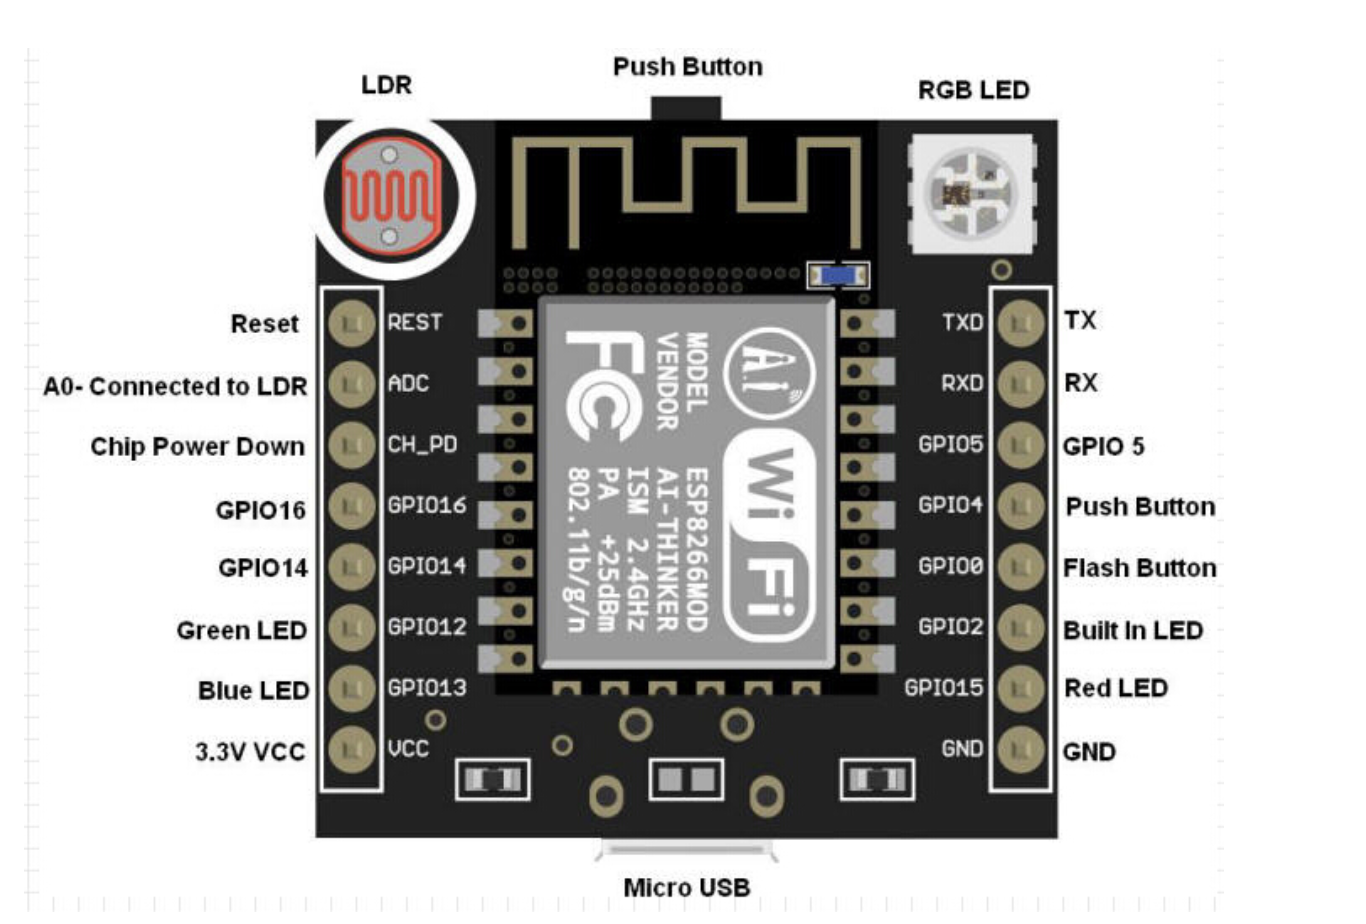 Push Button
LDR
RGB LED
Reset
REST
TXD
TX
A0- Connected to LDR
ADC
RXD
RX
Chip Power Down
CH_PD
GPIO5
GPIO 5
GPIO16
GPIO16
GPIO4
Push Button
GPIO14
GPIO14
GPIO0
Flash Button
Green LED
GPIO12
GPIO2
Built In LED
Blue LED
GPIO13
GPIO15
Red LED
3.3V VCC
VCC
GND
GND
A.i
WiFi
MODEL ESP8266MOD
VENDOR AI-THINKER
ISM 2.4GHz
PA +25dBm
802.11b/g/n
FC
Micro USB